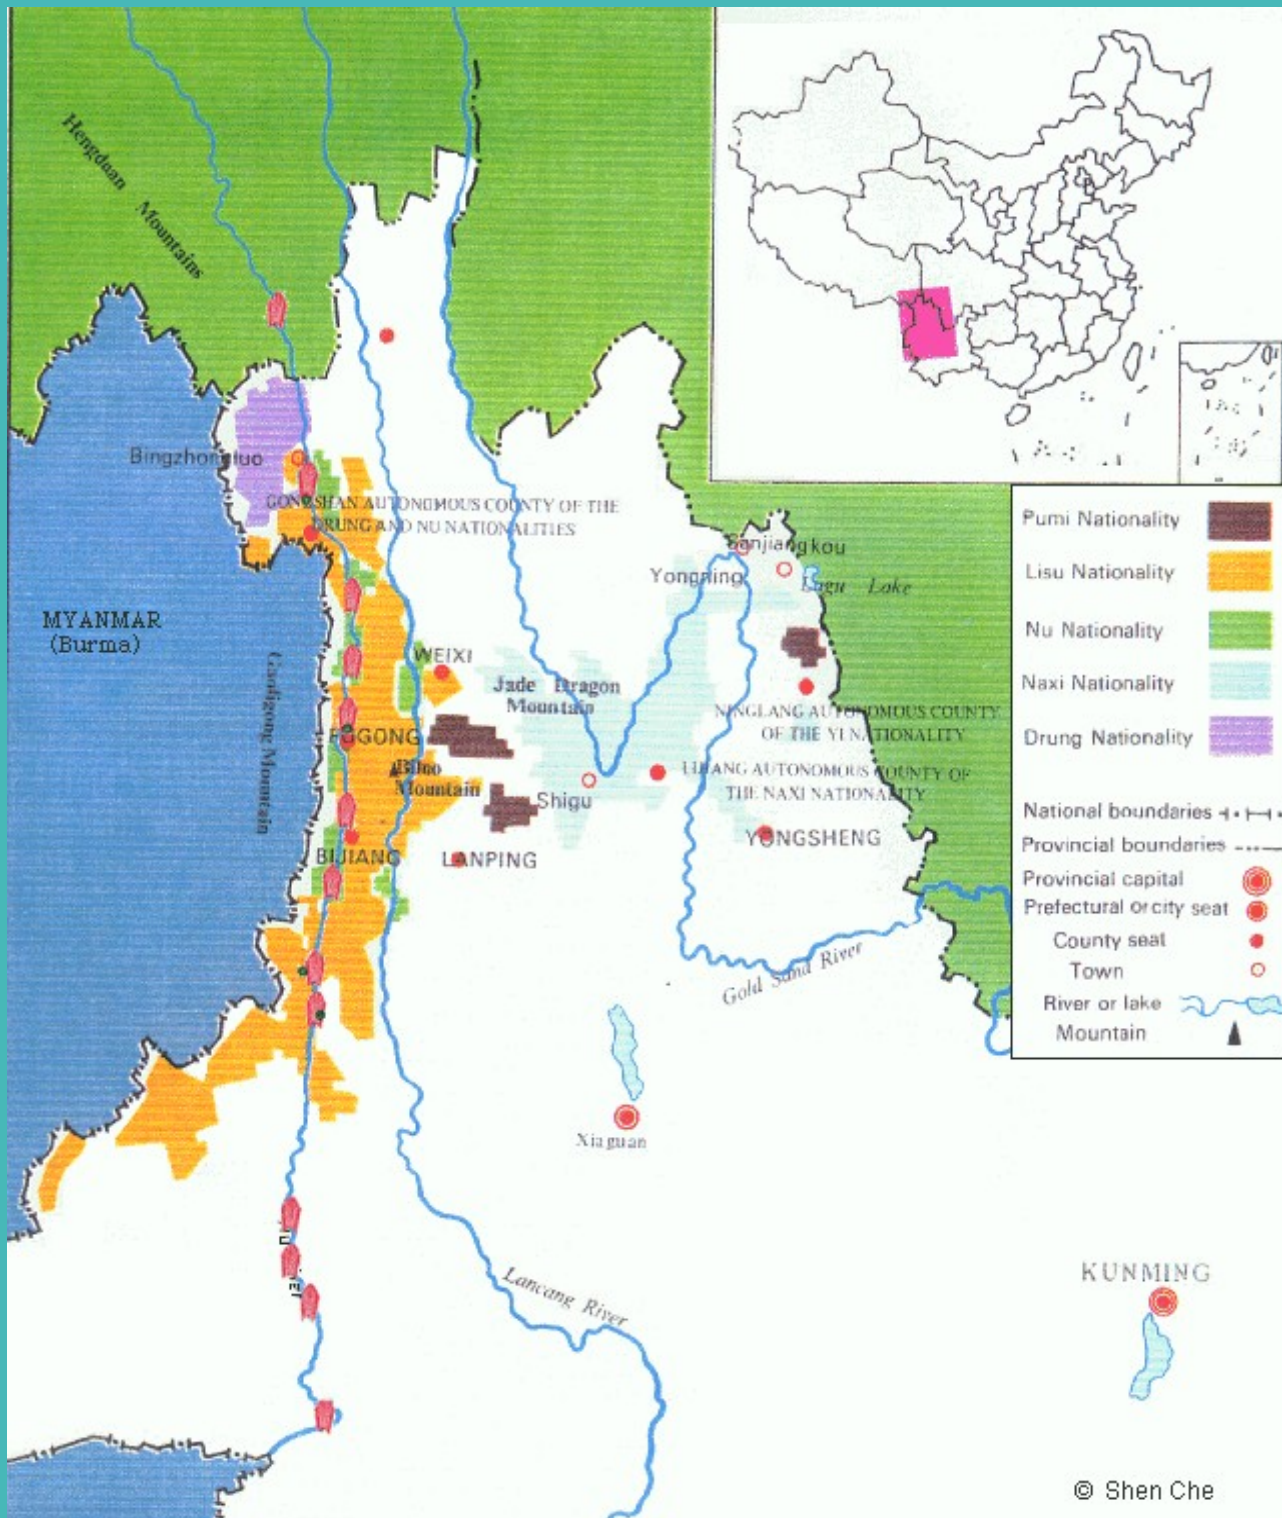 Hengduan Mountains
Bingzhongluo
GONGSHAN AUTONOMOUS COUNTY OF THE
DRUNG AND NU NATIONALITIES
MYANMAR
(Burma)
Mountain
WEIXI
FUGONG
Mountain
BIJIANG
LANPING
Jade Dragon
Mountain
Shigu
Sanjiangkou
Yongning
Lugu Lake
NINGLANG AUTONOMOUS COUNTY
OF THE YI NATIONALITY
LIJIANG AUTONOMOUS COUNTY OF
THE NAXI NATIONALITY
YONGSHENG
Gold Sand River
Xiaguan
Lancang River
KUNMING
Pumi Nationality
Lisu Nationality
Nu Nationality
Naxi Nationality
Drung Nationality
National boundaries
Provincial boundaries
Provincial capital
Prefectural or city seat
County seat
Town
River or lake
Mountain
© Shen Che